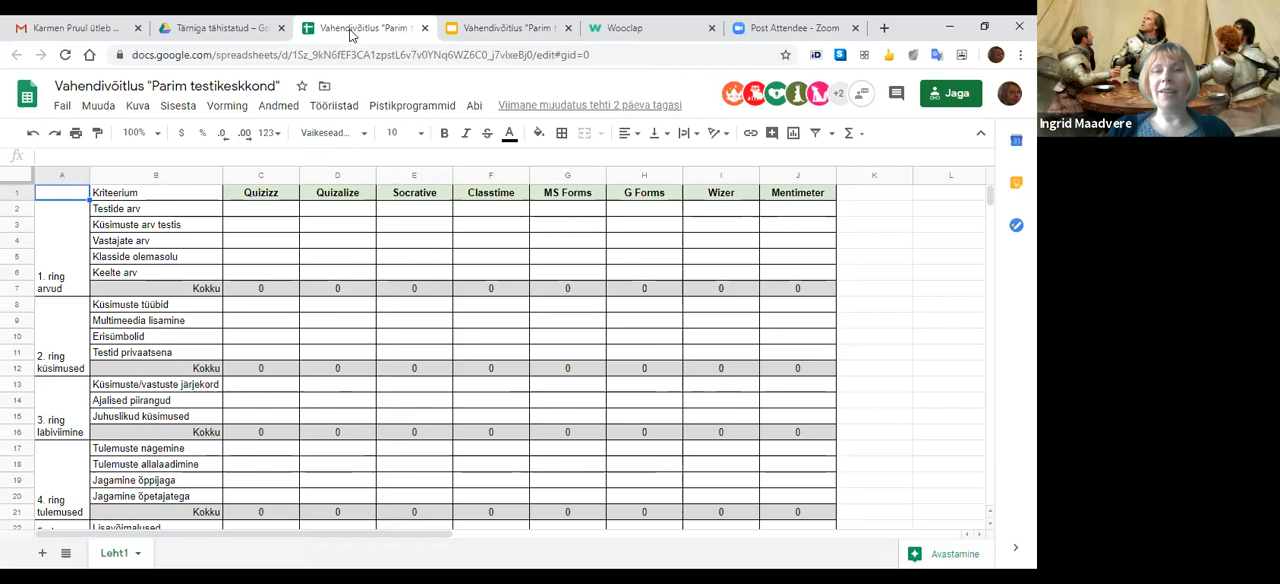 Karmen Pruul ütleb
Tärniga tähistatud – Go
Vahendivõitlus "Parim t
Vahendivõitlus "Parim t
Wooclap
Post Attendee - Zoom
docs.google.com/spreadsheets/d/1Sz_9kN6fEF3CA1zpstL6v7v0YNq6WZ6C0_j7vlxeBj0/edit#gid=0
Vahendivõitlus "Parim testikeskkond"
+2
Jaga
Fail Muuda Kuva Sisesta Vorming Andmed Tööriistad Pistikprogrammid Abi Viimane muudatus tehti 2 päeva tagasi
100% $ % .0 .00 123 Vaikesead... 10 B I S A
fx
A B C D E F G H I J K L
1 Kriteerium Quizizz Quizalize Socrative Classtime MS Forms G Forms Wizer Mentimeter
2 Testide arv
3 Küsimuste arv testis
4 Vastajate arv
5 Klasside olemasolu
6 1. ring arvud Keelte arv
7 Kokku 0 0 0 0 0 0 0 0
8 Küsimuste tüübid
9 Multimeedia lisamine
10 Erisümbolid
11 2. ring küsimused Testid privaatsena
12 Kokku 0 0 0 0 0 0 0 0
13 Küsimuste/vastuste järjekord
14 Ajalised piirangud
15 3. ring läbiviimine Juhuslikud küsimused
16 Kokku 0 0 0 0 0 0 0 0
17 Tulemuste nägemine
18 Tulemuste allalaadimine
19 Jagamine õppijaga
20 4. ring tulemused Jagamine õpetajatega
21 Kokku 0 0 0 0 0 0 0 0
22 Lisavõimalused
Leht1
Avastamine
Ingrid Maadvere